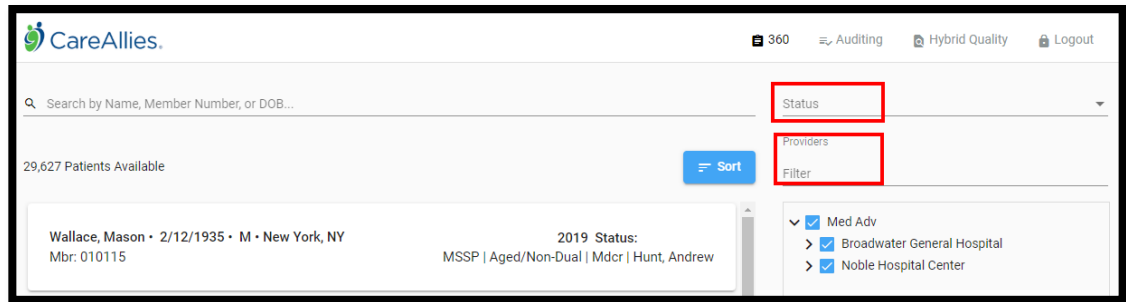 CareAllies.
360
Auditing
Hybrid Quality
Logout
Search by Name, Member Number, or DOB...
Status
Providers
29,627 Patients Available
Sort
Filter
Wallace, Mason • 2/12/1935 • M • New York, NY
2019 Status:
Mbr: 010115
MSSP | Aged/Non-Dual | Mdcr | Hunt, Andrew
Med Adv
Broadwater General Hospital
Noble Hospital Center